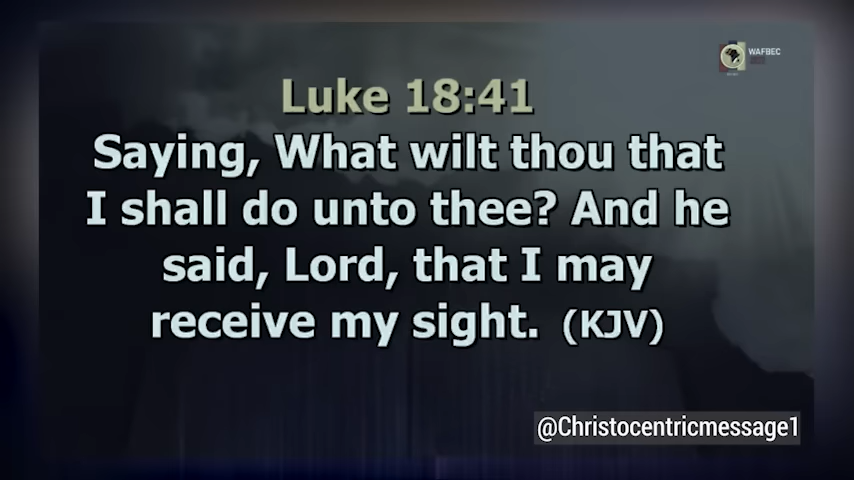 WAFBEC
Luke 18:41
Saying, What wilt thou that
I shall do unto thee? And he
said, Lord, that I may
receive my sight. (KJV)
@Christocentricmessage1